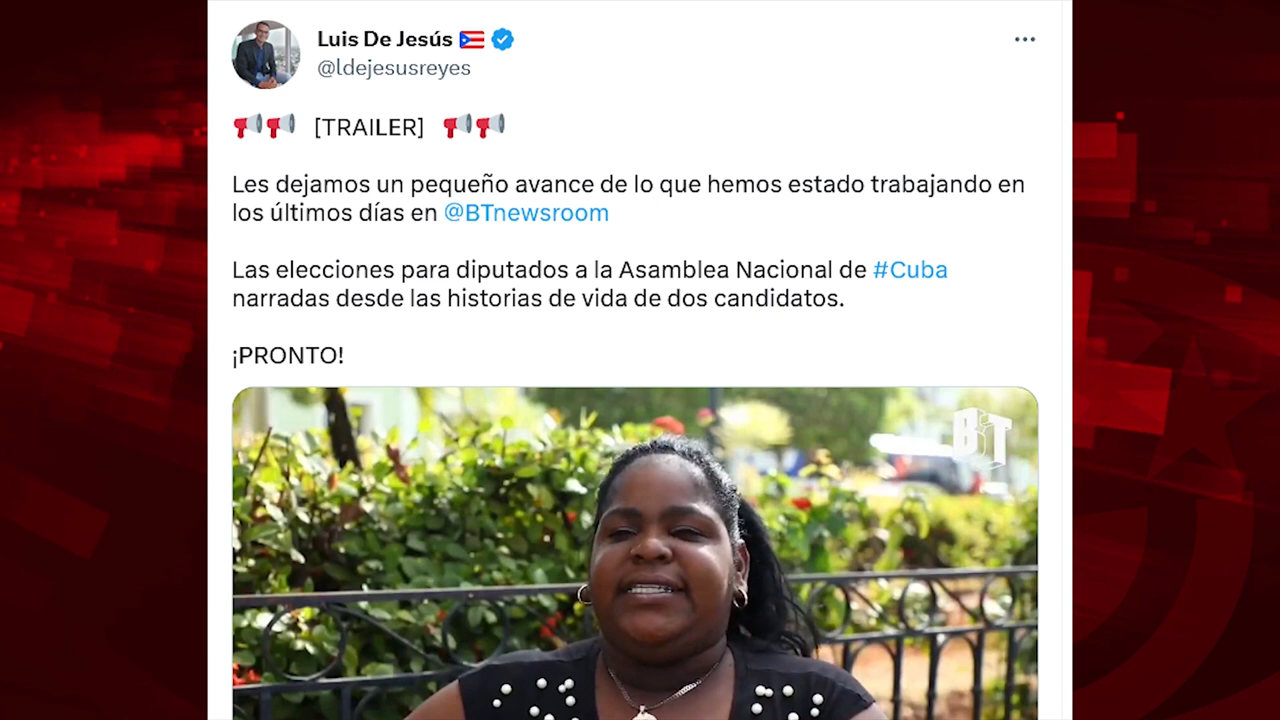 Luis De Jesús 🇵🇷
@ldejesusreyes
📢📢 [TRAILER] 📢📢
Les dejamos un pequeño avance de lo que hemos estado trabajando en
los últimos días en @BTnewsroom
Las elecciones para diputados a la Asamblea Nacional de #Cuba
narradas desde las historias de vida de dos candidatos.
¡PRONTO!
BT